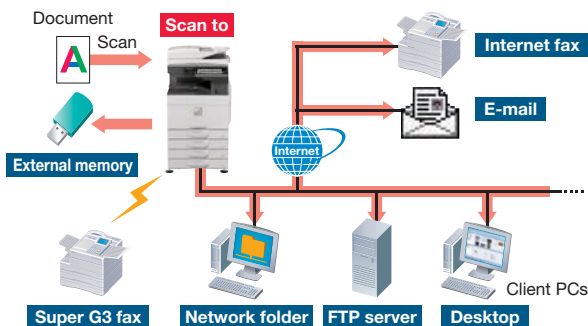 Document
Scan to
Scan
A
Internet fax
E-mail
External memory
Internet
Client PCs
Super G3 fax
Network folder
FTP server
Desktop